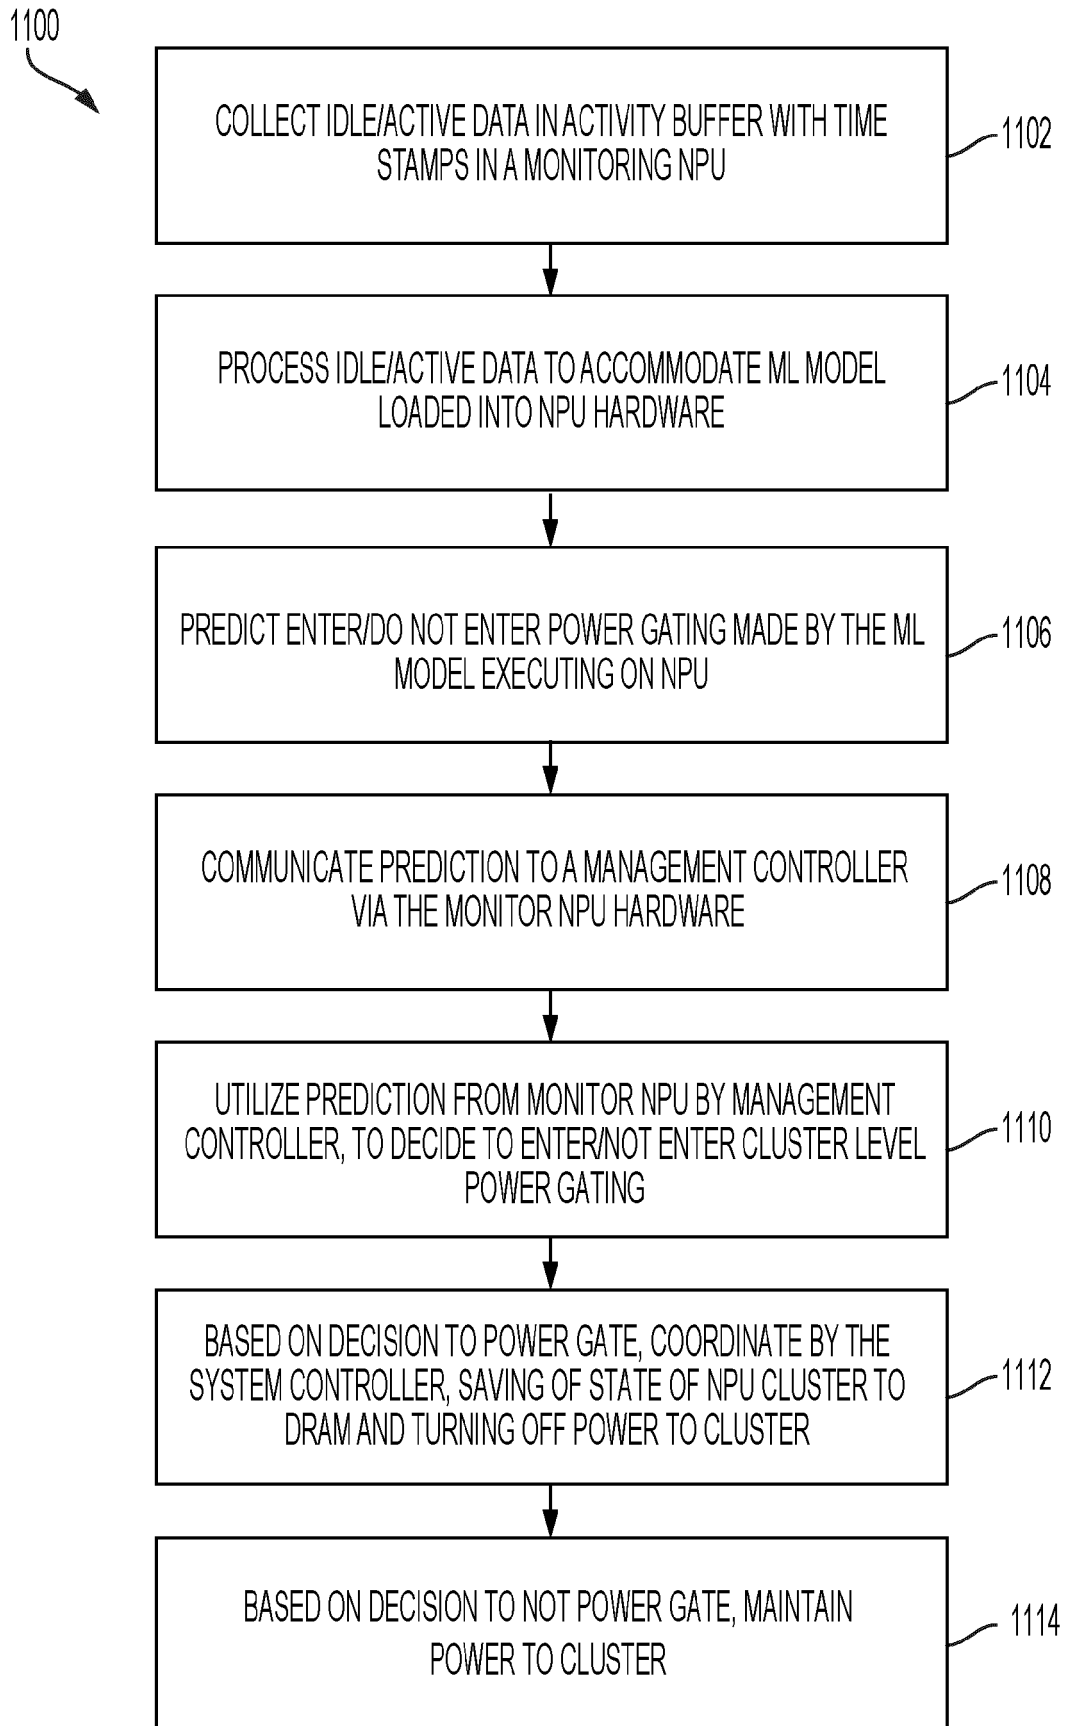 1100
COLLECT IDLE/ACTIVE DATA IN ACTIVITY BUFFER WITH TIME
STAMPS IN A MONITORING NPU
1102
PROCESS IDLE/ACTIVE DATA TO ACCOMMODATE ML MODEL
LOADED INTO NPU HARDWARE
1104
PREDICT ENTER/DO NOT ENTER POWER GATING MADE BY THE ML
MODEL EXECUTING ON NPU
1106
COMMUNICATE PREDICTION TO A MANAGEMENT CONTROLLER
VIA THE MONITOR NPU HARDWARE
1108
UTILIZE PREDICTION FROM MONITOR NPU BY MANAGEMENT
CONTROLLER, TO DECIDE TO ENTER/NOT ENTER CLUSTER LEVEL
POWER GATING
1110
BASED ON DECISION TO POWER GATE, COORDINATE BY THE
SYSTEM CONTROLLER, SAVING OF STATE OF NPU CLUSTER TO
DRAM AND TURNING OFF POWER TO CLUSTER
1112
BASED ON DECISION TO NOT POWER GATE, MAINTAIN
POWER TO CLUSTER
1114